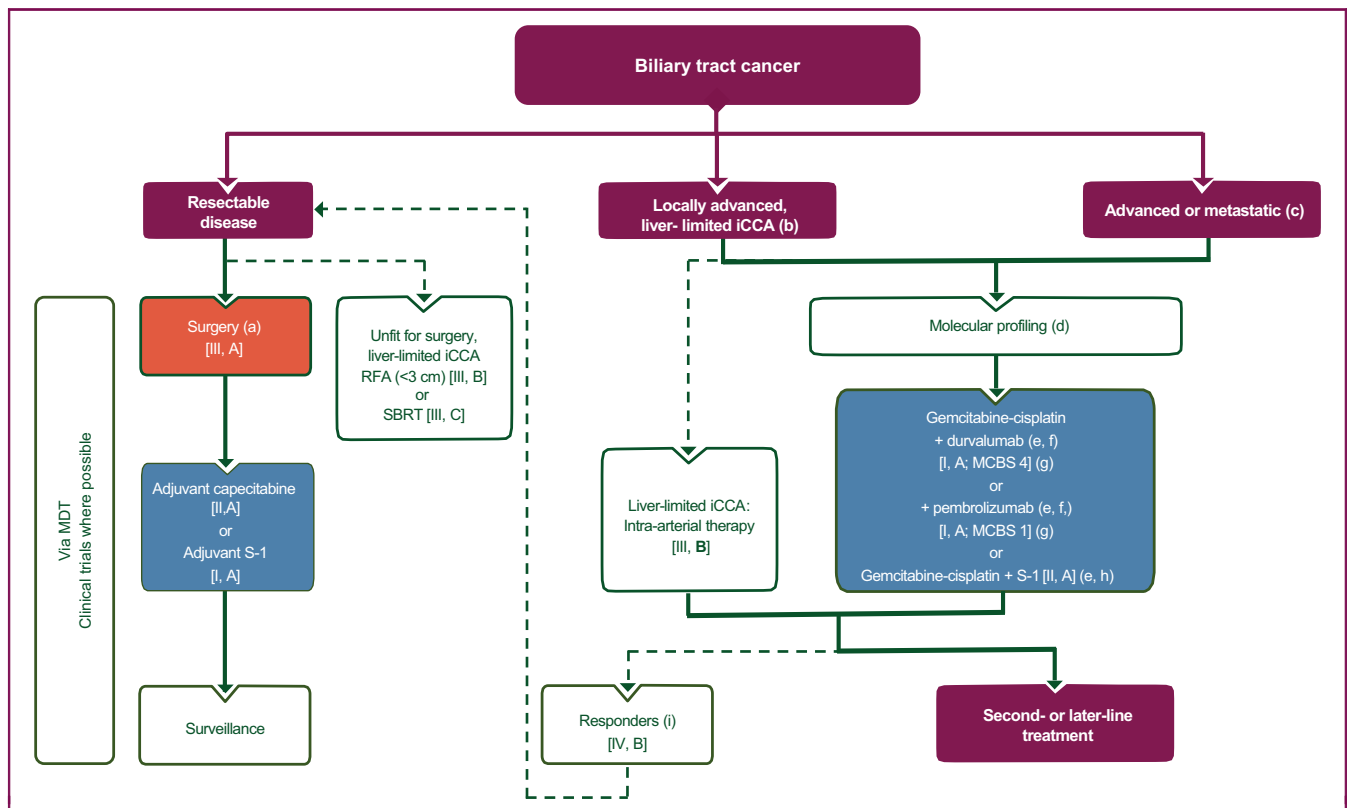 Biliary tract cancer
Resectable
disease
Locally advanced,
liver- limited iCCA (b)
Advanced or metastatic (c)
Via MDT
Clinical trials where possible
Surgery (a)
[III, A]
Unfit for surgery,
liver-limited iCCA
RFA (<3 cm) [III, B]
or
SBRT [III, C]
Molecular profiling (d)
Adjuvant capecitabine
[II,A]
or
Adjuvant S-1
[I, A]
Liver-limited iCCA:
Intra-arterial therapy
[III, B]
Gemcitabine-cisplatin
+ durvalumab (e, f)
[I, A; MCBS 4] (g)
or
+ pembrolizumab (e, f,)
[I, A; MCBS 1] (g)
or
Gemcitabine-cisplatin + S-1 [II, A] (e, h)
Surveillance
Responders (i)
[IV, B]
Second- or later-line
treatment